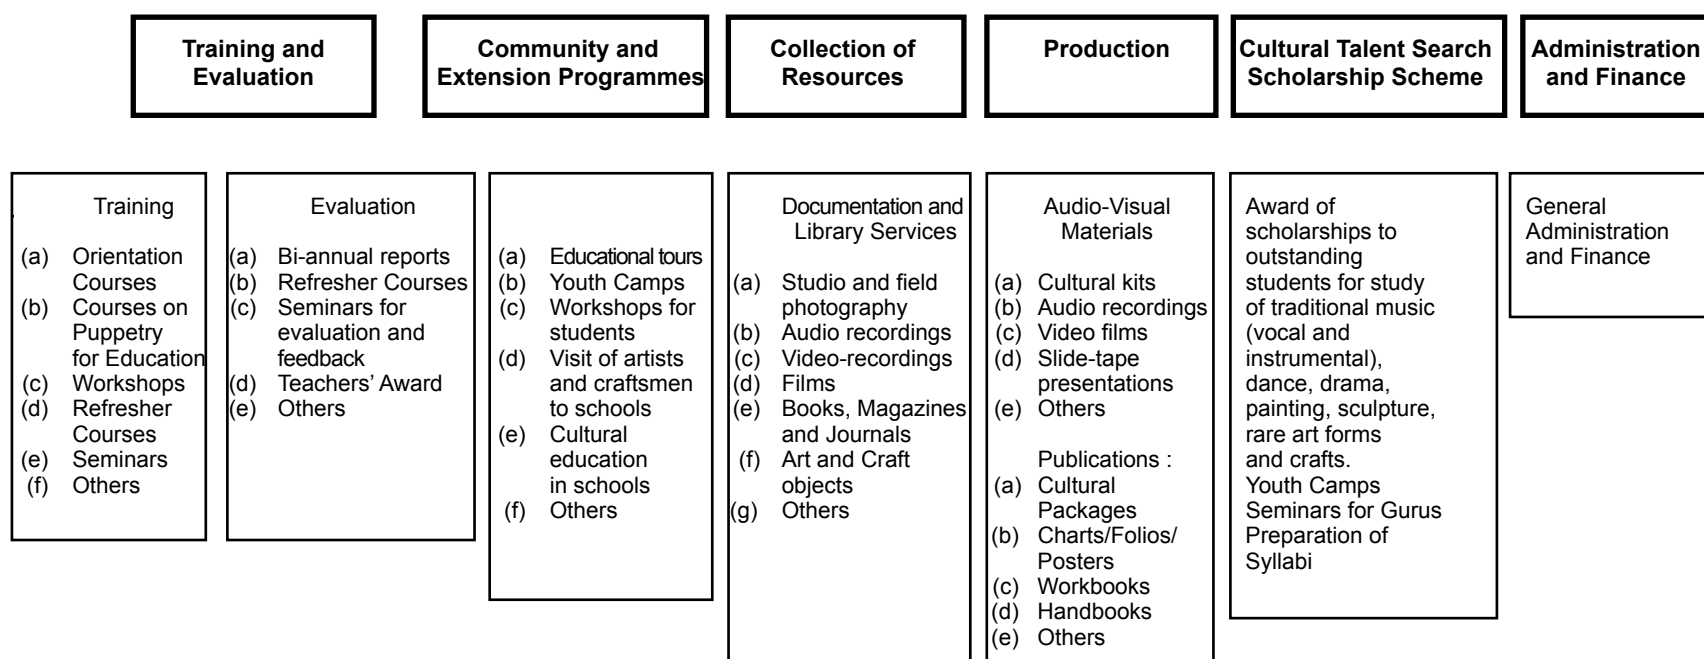 Training and
Evaluation
Community and
Extension Programmes
Collection of
Resources
Production
Cultural Talent Search
Scholarship Scheme
Administration
and Finance
Training
(a) Orientation
Courses
(b) Courses on
Puppetry
for Education
(c) Workshops
(d) Refresher
Courses
(e) Seminars
(f) Others
Evaluation
(a) Bi-annual reports
(b) Refresher Courses
(c) Seminars for
evaluation and
feedback
(d) Teachers’ Award
(e) Others
(a) Educational tours
(b) Youth Camps
(c) Workshops for
students
(d) Visit of artists
and craftsmen
to schools
(e) Cultural
education
in schools
(f) Others
Documentation and
Library Services
(a) Studio and field
photography
(b) Audio recordings
(c) Video-recordings
(d) Films
(e) Books, Magazines
and Journals
(f) Art and Craft
objects
(g) Others
Audio-Visual
Materials
(a) Cultural kits
(b) Audio recordings
(c) Video films
(d) Slide-tape
presentations
(e) Others
Publications :
(a) Cultural
Packages
(b) Charts/Folios/
Posters
(c) Workbooks
(d) Handbooks
(e) Others
Award of
scholarships to
outstanding
students for study
of traditional music
(vocal and
instrumental),
dance, drama,
painting, sculpture,
rare art forms
and crafts.
Youth Camps
Seminars for Gurus
Preparation of
Syllabi
General
Administration
and Finance